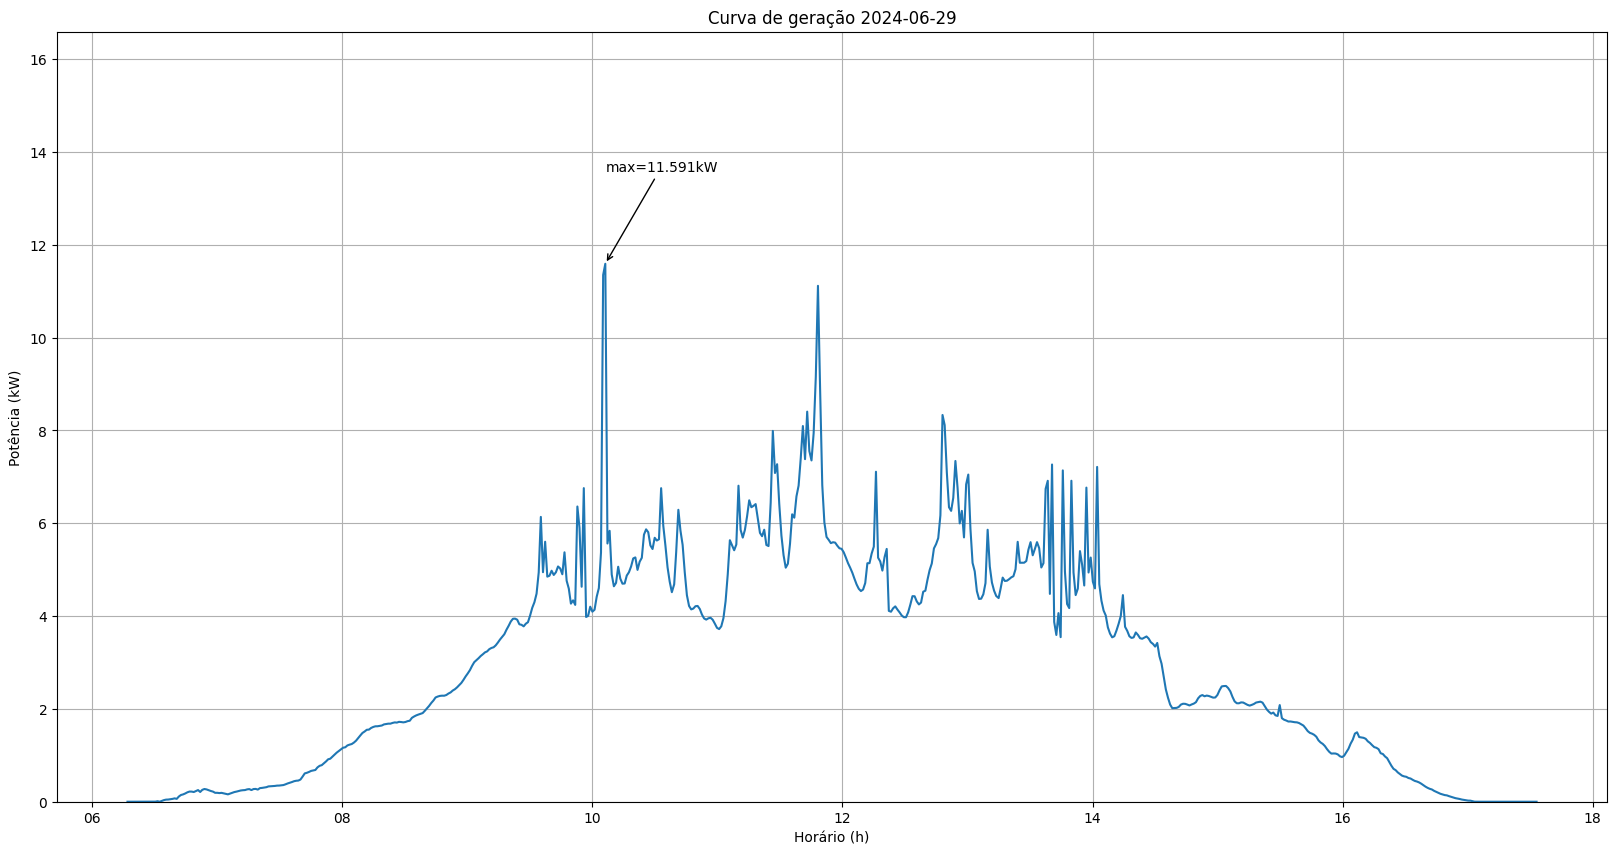 Curva de geração 2024-06-29
16
14
max=11.591kW
12
10
8
6
4
2
0
Potência (kW)
06 08 10 12 14 16 18
Horário (h)